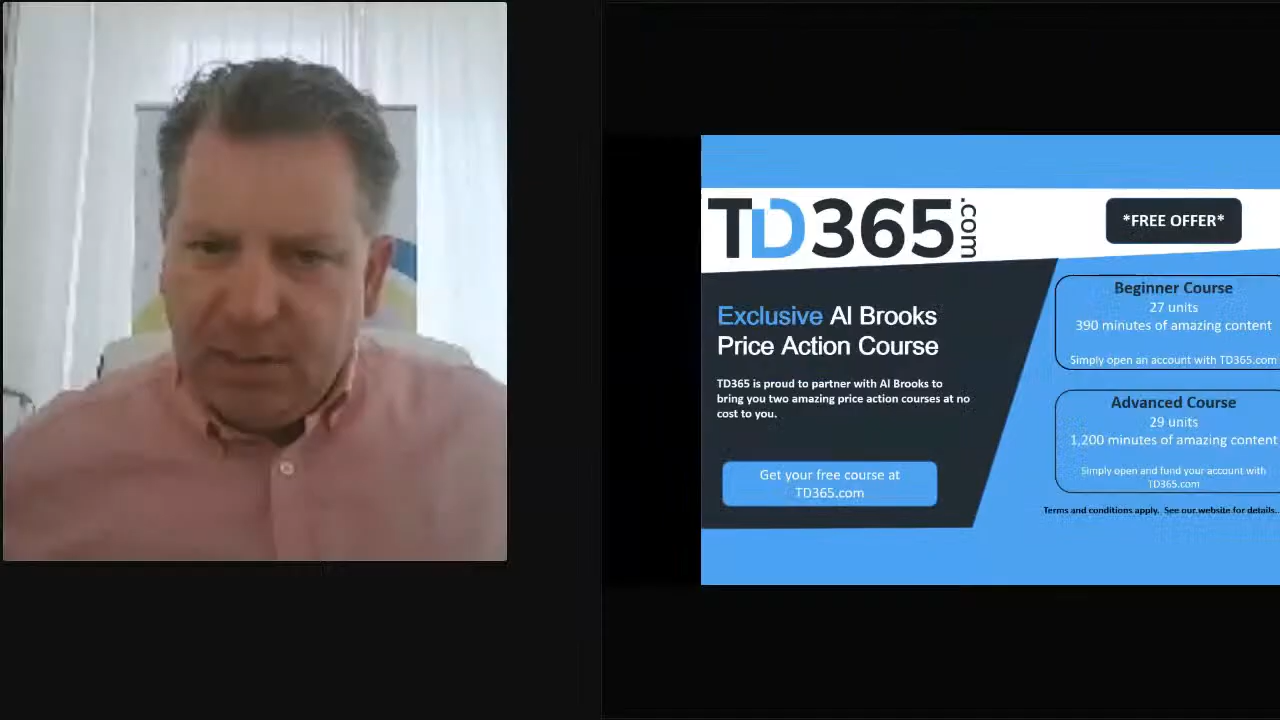 TD365.com
*FREE OFFER*
Exclusive Al Brooks
Price Action Course
TD365 is proud to partner with Al Brooks to
bring you two amazing price action courses at no
cost to you.
Get your free course at
TD365.com
Beginner Course
27 units
390 minutes of amazing content
Simply open an account with TD365.com
Advanced Course
29 units
1,200 minutes of amazing content
Simply open and fund your account with
TD365.com
Terms and conditions apply. See our website for details..